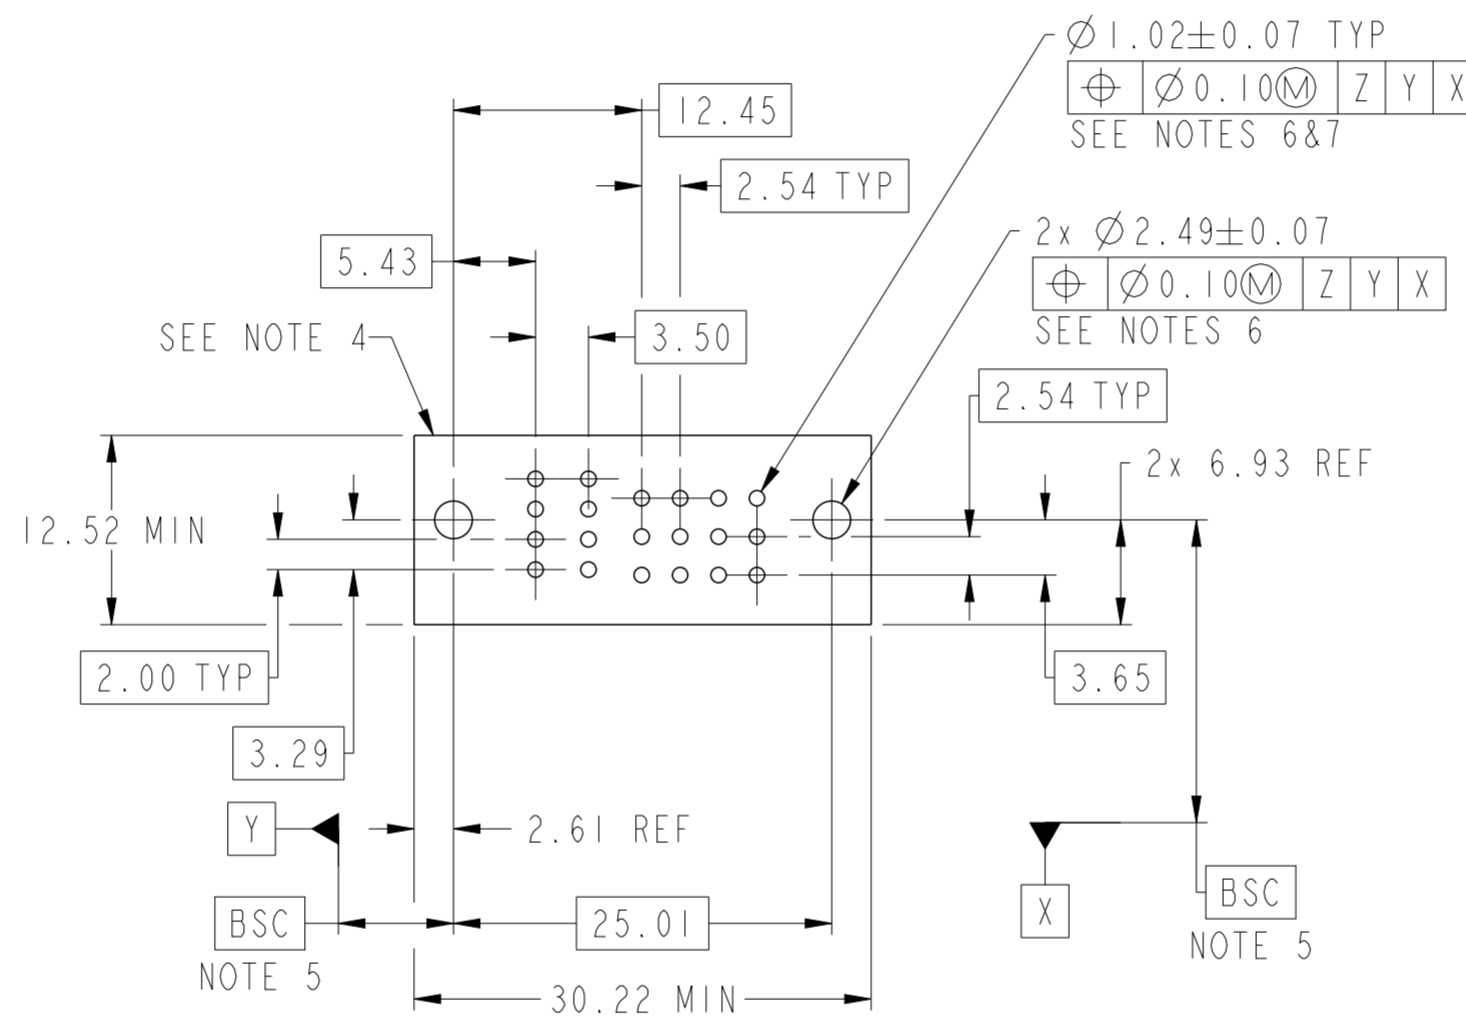 Ø1.02±0.07 TYP
⌖ Ø0.10Ⓜ Z Y X
SEE NOTES 6&7
12.45
2.54 TYP
2x Ø2.49±0.07
⌖ Ø0.10Ⓜ Z Y X
SEE NOTES 6
5.43
SEE NOTE 4
3.50
2.54 TYP
2x 6.93 REF
12.52 MIN
2.00 TYP
3.65
3.29
Y
2.61 REF
BSC
NOTE 5
25.01
X
BSC
NOTE 5
30.22 MIN